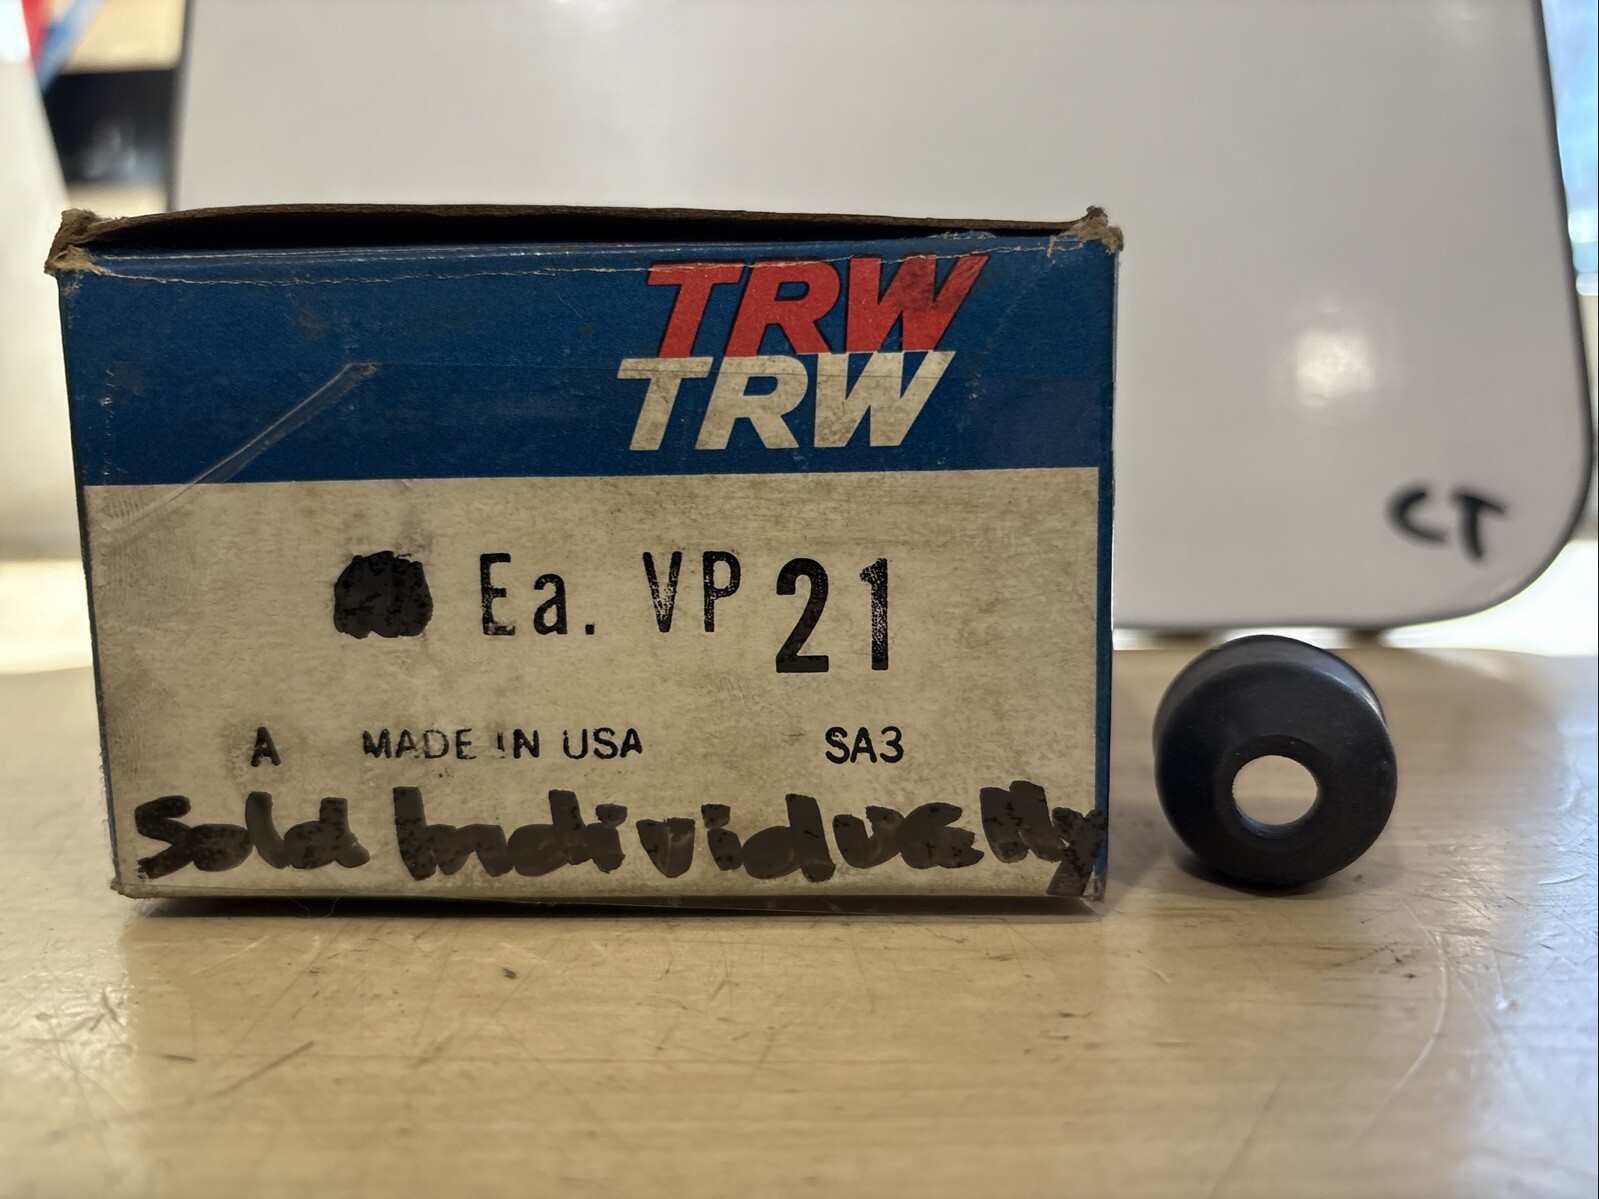 TRW
TRW
Ea. VP 21
A MADE IN USA SA3
Sold Individually
CT